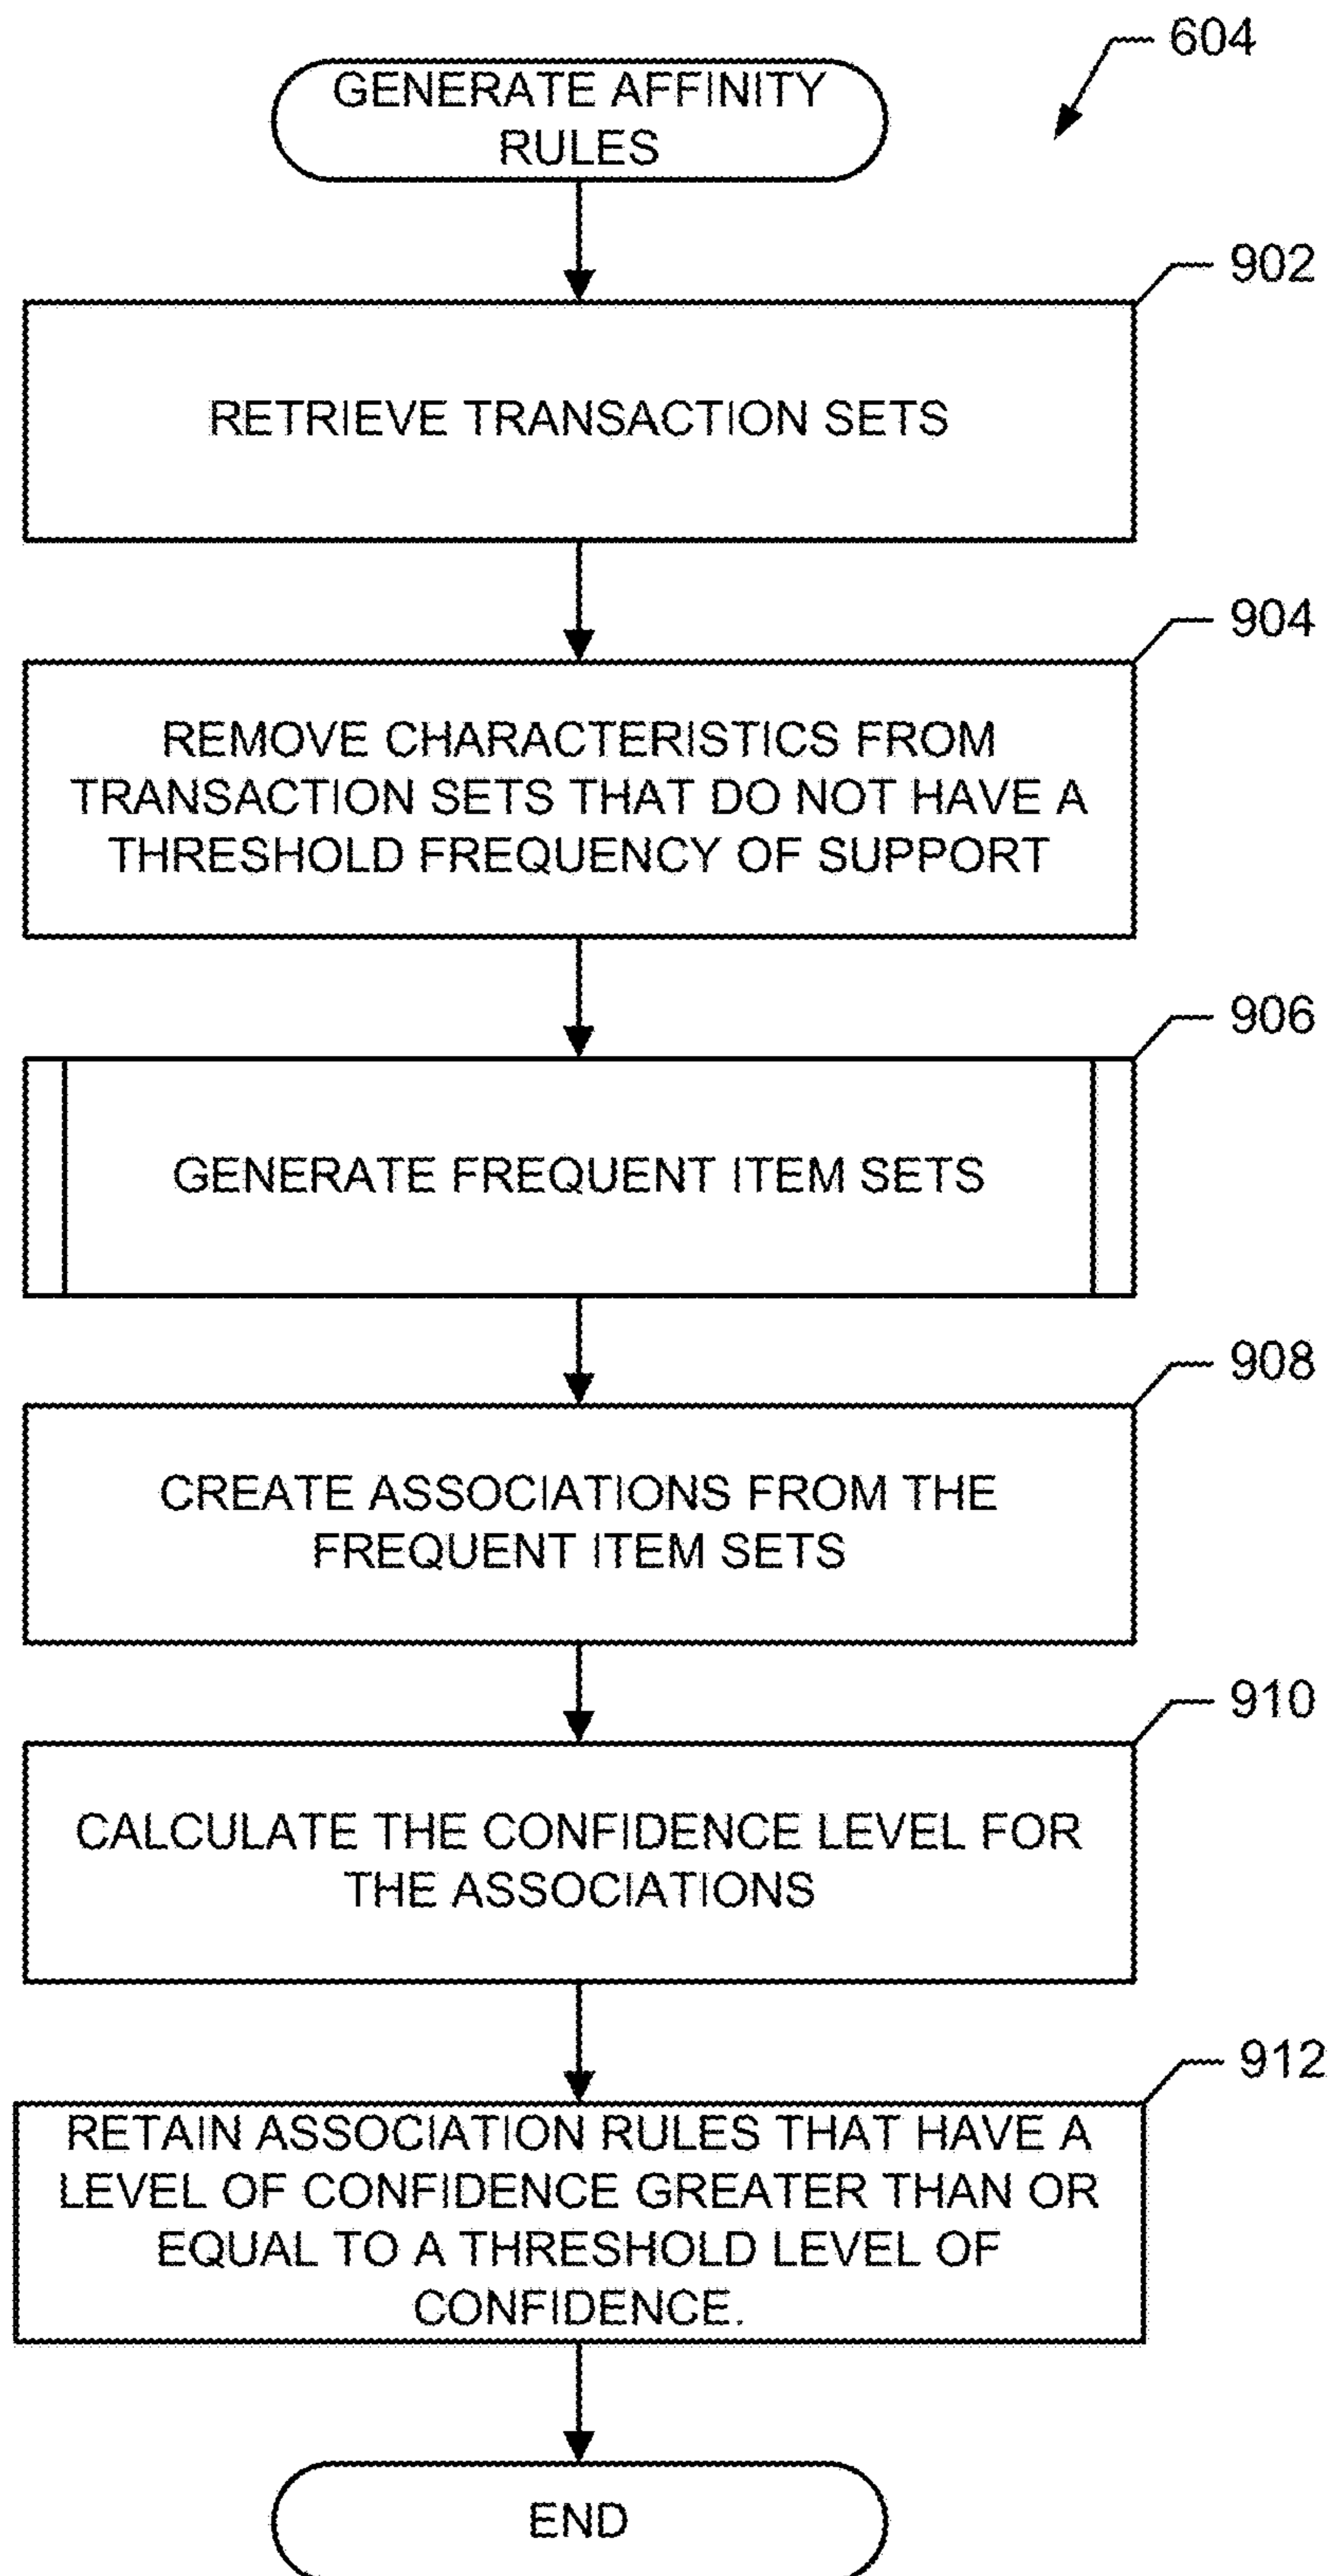 604
GENERATE AFFINITY
RULES
902
RETRIEVE TRANSACTION SETS
904
REMOVE CHARACTERISTICS FROM
TRANSACTION SETS THAT DO NOT HAVE A
THRESHOLD FREQUENCY OF SUPPORT
906
GENERATE FREQUENT ITEM SETS
908
CREATE ASSOCIATIONS FROM THE
FREQUENT ITEM SETS
910
CALCULATE THE CONFIDENCE LEVEL FOR
THE ASSOCIATIONS
912
RETAIN ASSOCIATION RULES THAT HAVE A
LEVEL OF CONFIDENCE GREATER THAN OR
EQUAL TO A THRESHOLD LEVEL OF
CONFIDENCE.
END